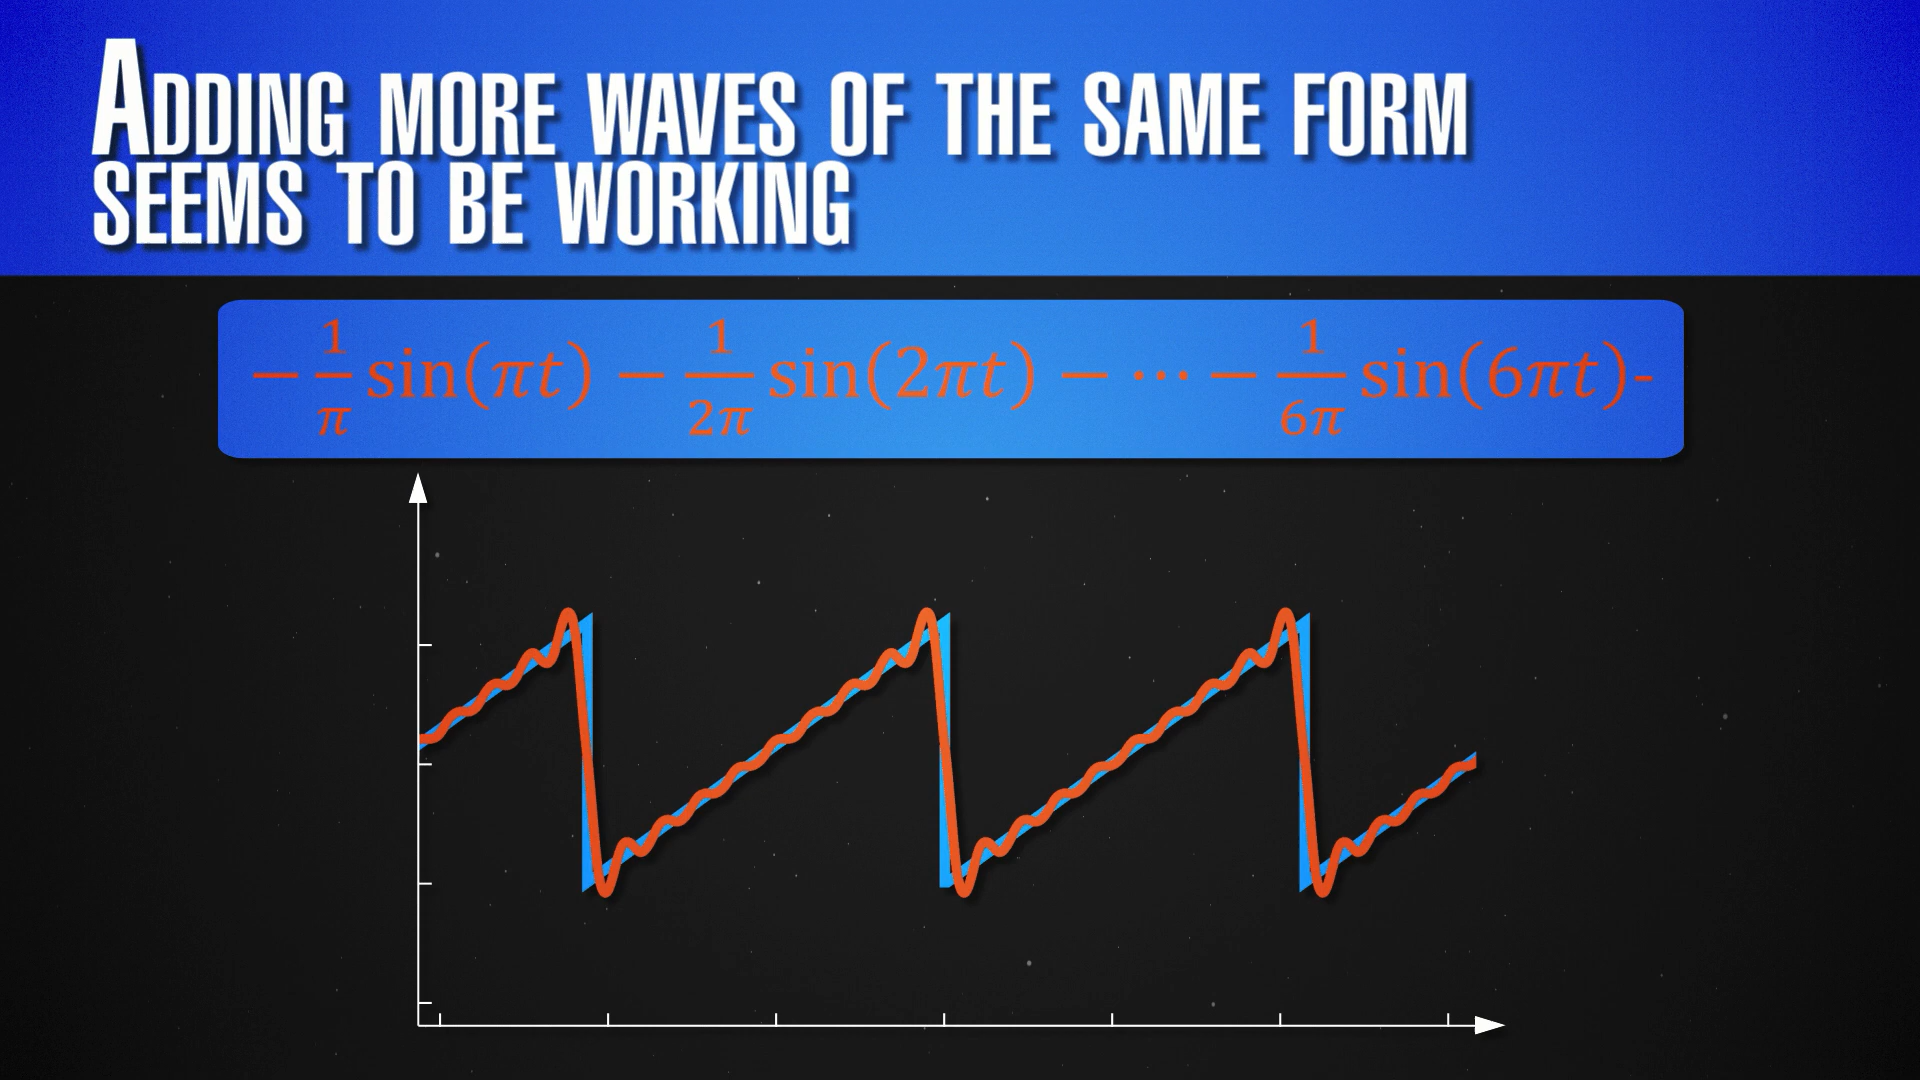 ADDING MORE WAVES OF THE SAME FORM
SEEMS TO BE WORKING
− 1/π sin(πt) − 1/2π sin(2πt) − ⋯ − 1/6π sin(6πt)-